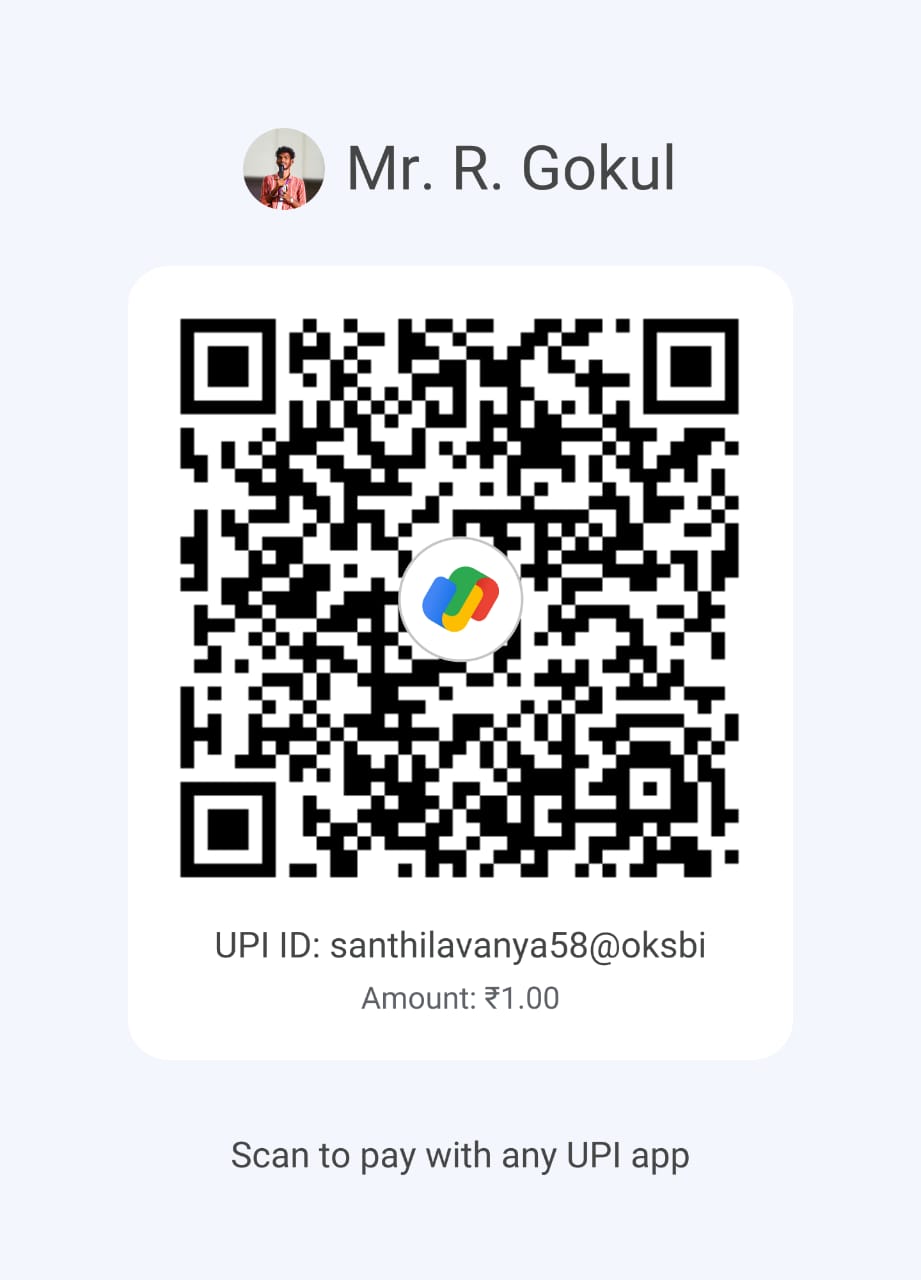 Mr. R. Gokul
UPI ID: santhilavanya58@oksbi
Amount: ₹1.00
Scan to pay with any UPI app